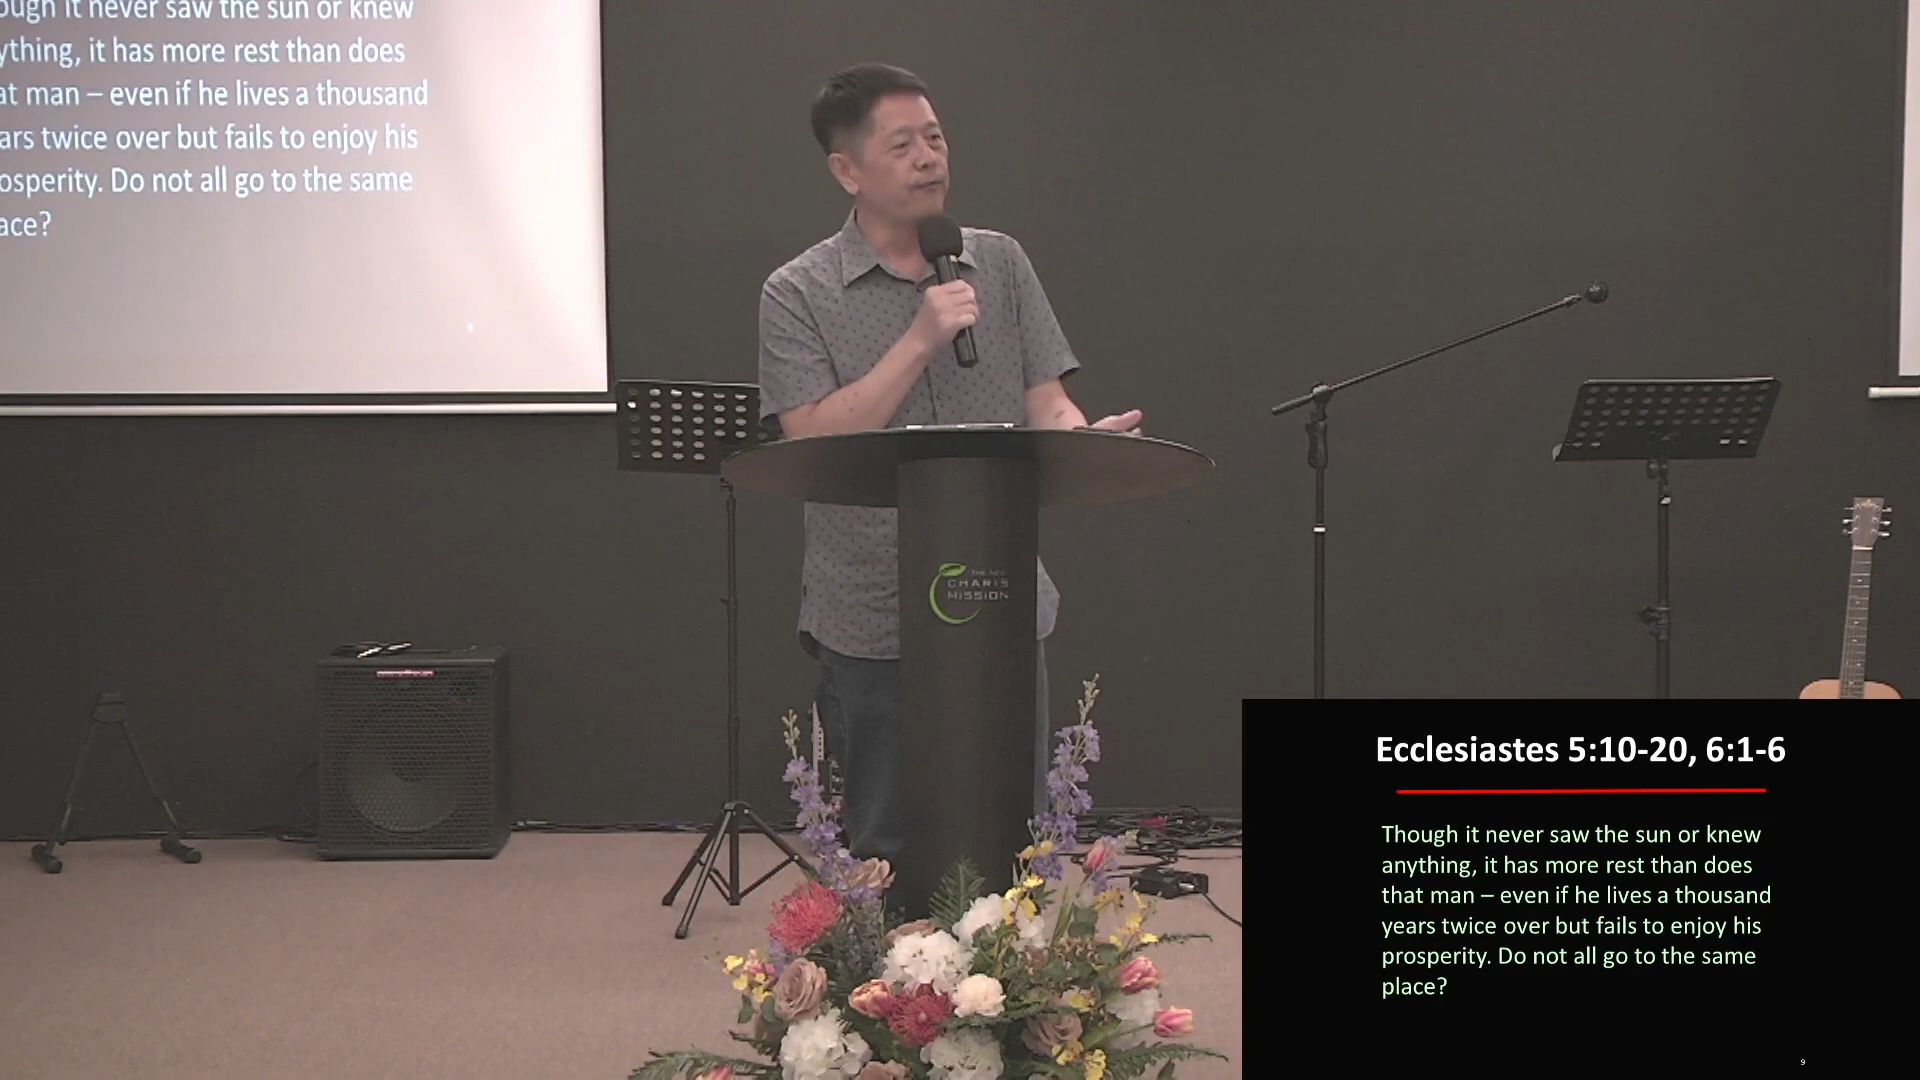 ough it never saw the sun or knew
ything, it has more rest than does
at man – even if he lives a thousand
ars twice over but fails to enjoy his
osperity. Do not all go to the same
ace?
THE NEW
CHARIS
MISSION
Ecclesiastes 5:10-20, 6:1-6
Though it never saw the sun or knew
anything, it has more rest than does
that man – even if he lives a thousand
years twice over but fails to enjoy his
prosperity. Do not all go to the same
place?
9